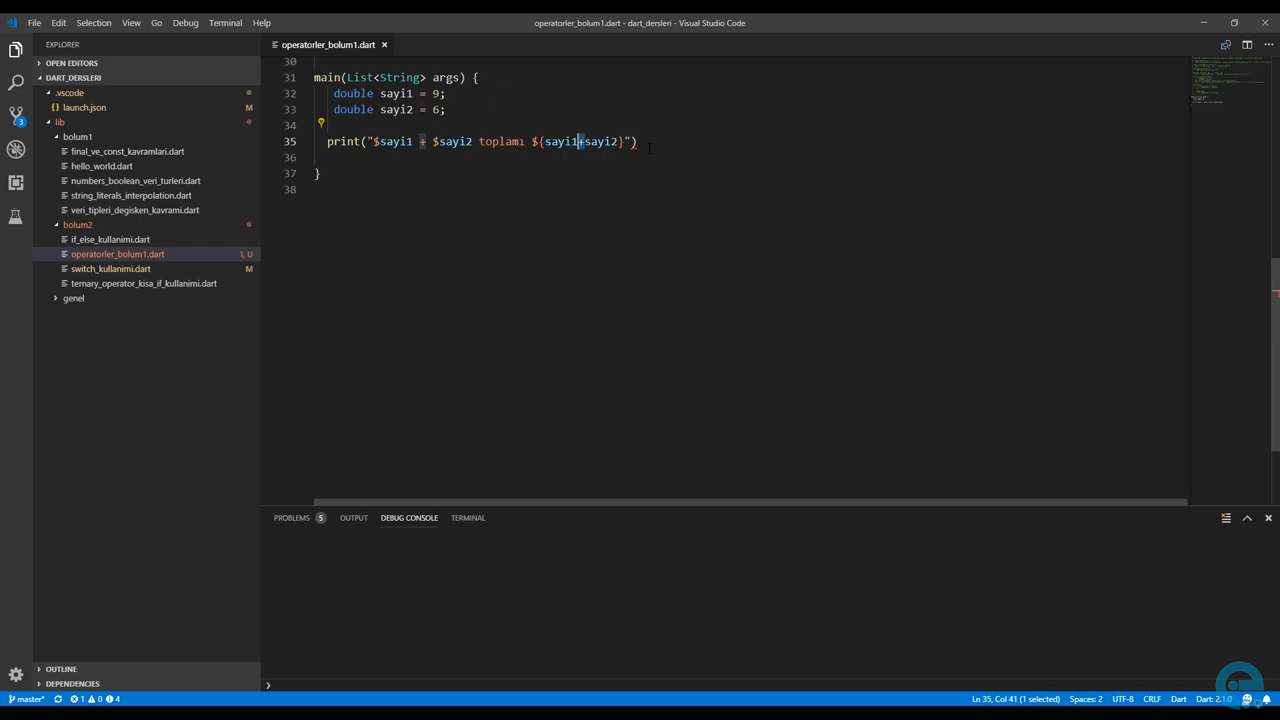 File Edit Selection View Go Debug Terminal Help
operatorler_bolum1.dart - dart_dersleri - Visual Studio Code
EXPLORER
OPEN EDITORS
DART_DERSLERI
.vscode
launch.json M
lib
bolum1
final_ve_const_kavramlari.dart
hello_world.dart
numbers_boolean_veri_turleri.dart
string_literals_interpolation.dart
veri_tipleri_degisken_kavrami.dart
bolum2
if_else_kullanimi.dart
operatorler_bolum1.dart 1, U
switch_kullanimi.dart M
ternary_operator_kisa_if_kullanimi.dart
genel
OUTLINE
DEPENDENCIES
3
operatorler_bolum1.dart
30
31 main(List<String> args) {
32 double sayi1 = 9;
33 double sayi2 = 6;
34
35 print("$sayi1 + $sayi2 toplamı ${sayi1+sayi2}")
36
37 }
38
PROBLEMS 5 OUTPUT DEBUG CONSOLE TERMINAL
master* 1 0 4 Ln 35, Col 41 (1 selected) Spaces: 2 UTF-8 CRLF Dart Dart: 2.1.0